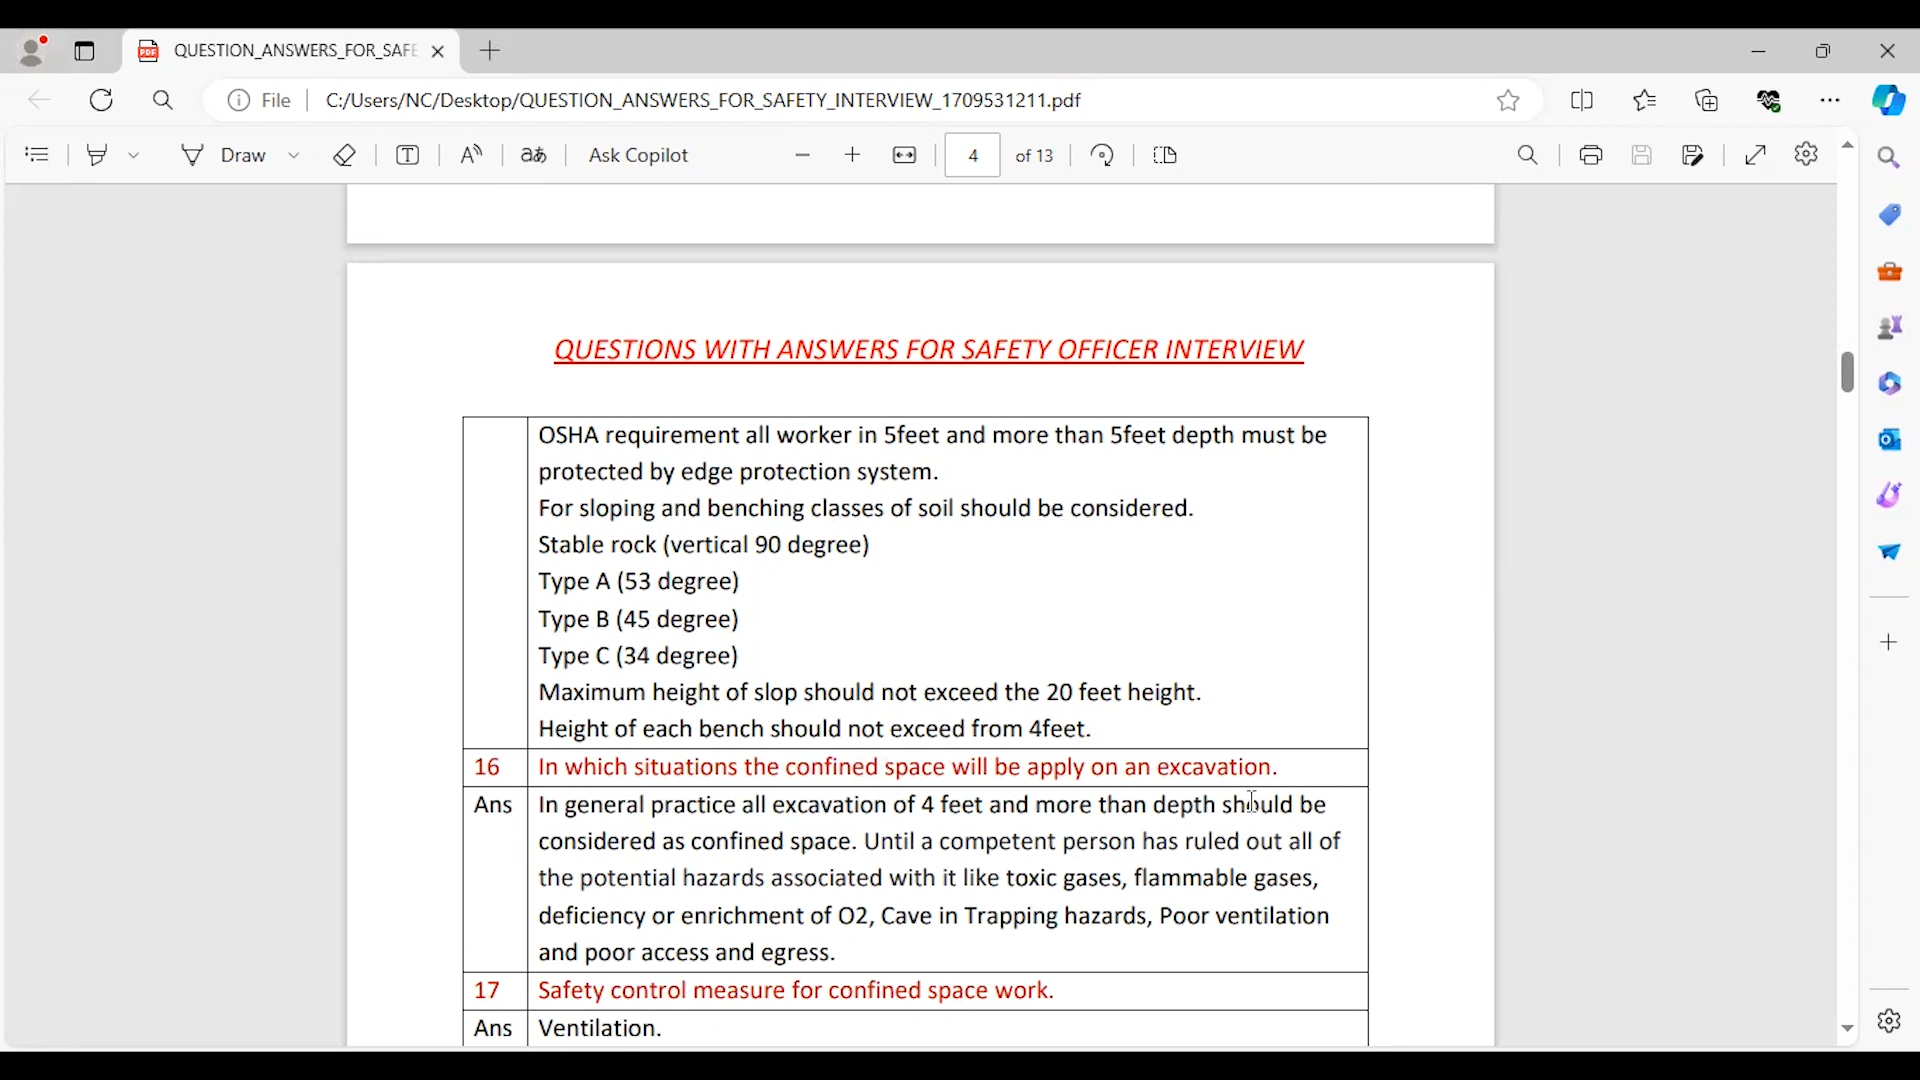 QUESTION_ANSWERS_FOR_SAFE
File
C:/Users/NC/Desktop/QUESTION_ANSWERS_FOR_SAFETY_INTERVIEW_1709531211.pdf
Draw
Ask Copilot
4
of 13
QUESTIONS WITH ANSWERS FOR SAFETY OFFICER INTERVIEW
OSHA requirement all worker in 5feet and more than 5feet depth must be
protected by edge protection system.
For sloping and benching classes of soil should be considered.
Stable rock (vertical 90 degree)
Type A (53 degree)
Type B (45 degree)
Type C (34 degree)
Maximum height of slop should not exceed the 20 feet height.
Height of each bench should not exceed from 4feet.
16 In which situations the confined space will be apply on an excavation.
Ans In general practice all excavation of 4 feet and more than depth should be
considered as confined space. Until a competent person has ruled out all of
the potential hazards associated with it like toxic gases, flammable gases,
deficiency or enrichment of O2, Cave in Trapping hazards, Poor ventilation
and poor access and egress.
17 Safety control measure for confined space work.
Ans Ventilation.